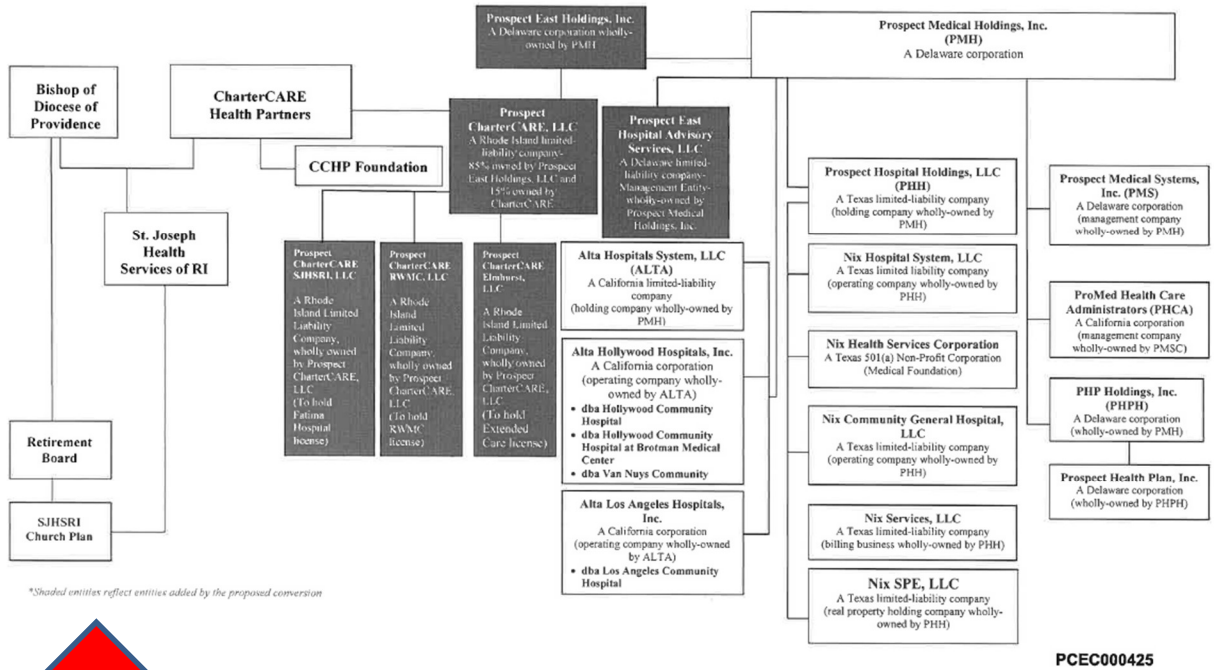 Prospect East Holdings, Inc.
A Delaware corporation wholly-
owned by PMH
Prospect Medical Holdings, Inc.
(PMH)
A Delaware corporation
Bishop of
Diocese of
Providence
CharterCARE
Health Partners
CCHP Foundation
St. Joseph
Health
Services of RI
Retirement
Board
SJHSRI
Church Plan
Prospect
CharterCARE, LLC
A Rhode Island limited-
liability company-
85% owned by Prospect
East Holdings, LLC and
15% owned by
CharterCARE
Prospect East
Hospital Advisory
Services, LLC
A Delaware limited-
liability company-
Management Entity-
wholly-owned by
Prospect Medical
Holdings, Inc.
Prospect
CharterCARE
SJHSRI, LLC
A Rhode
Island Limited
Liability
Company,
wholly owned
by Prospect
CharterCARE,
LLC
(To hold
Fatima
Hospital
license)
Prospect
CharterCARE
RWMC, LLC
A Rhode
Island
Limited
Liability
Company,
wholly owned
by Prospect
CharterCARE,
LLC
(To hold
RWMC
license)
Prospect
CharterCARE
Elmhurst,
LLC
A Rhode
Island Limited
Liability
Company,
wholly owned
by Prospect
CharterCARE,
LLC
(To hold
Extended
Care license)
Alta Hospitals System, LLC
(ALTA)
A California limited-liability
company
(holding company wholly-owned by
PMH)
Alta Hollywood Hospitals, Inc.
A California corporation
(operating company wholly-
owned by ALTA)
• dba Hollywood Community
Hospital
• dba Hollywood Community
Hospital at Brotman Medical
Center
• dba Van Nuys Community
Alta Los Angeles Hospitals,
Inc.
A California corporation
(operating company wholly-owned
by ALTA)
• dba Los Angeles Community
Hospital
Prospect Hospital Holdings, LLC
(PHH)
A Texas limited-liability company
(holding company wholly-owned by
PMH)
Nix Hospital System, LLC
A Texas limited liability company
(operating company wholly-owned by
PHH)
Nix Health Services Corporation
A Texas 501(a) Non-Profit Corporation
(Medical Foundation)
Nix Community General Hospital,
LLC
A Texas limited-liability company
(operating company wholly-owned by
PHH)
Nix Services, LLC
A Texas limited-liability company
(billing business wholly-owned by PHH)
Nix SPE, LLC
A Texas limited-liability company
(real property holding company wholly-
owned by PHH)
Prospect Medical Systems,
Inc. (PMS)
A Delaware corporation
(management company
wholly-owned by PMH)
ProMed Health Care
Administrators (PHCA)
A California corporation
(management company
wholly-owned by PMSC)
PHP Holdings, Inc.
(PHPH)
A Delaware corporation
(wholly-owned by PMH)
Prospect Health Plan, Inc.
A Delaware corporation
(wholly-owned by PHPH)
*Shaded entities reflect entities added by the proposed conversion
PCEC000425